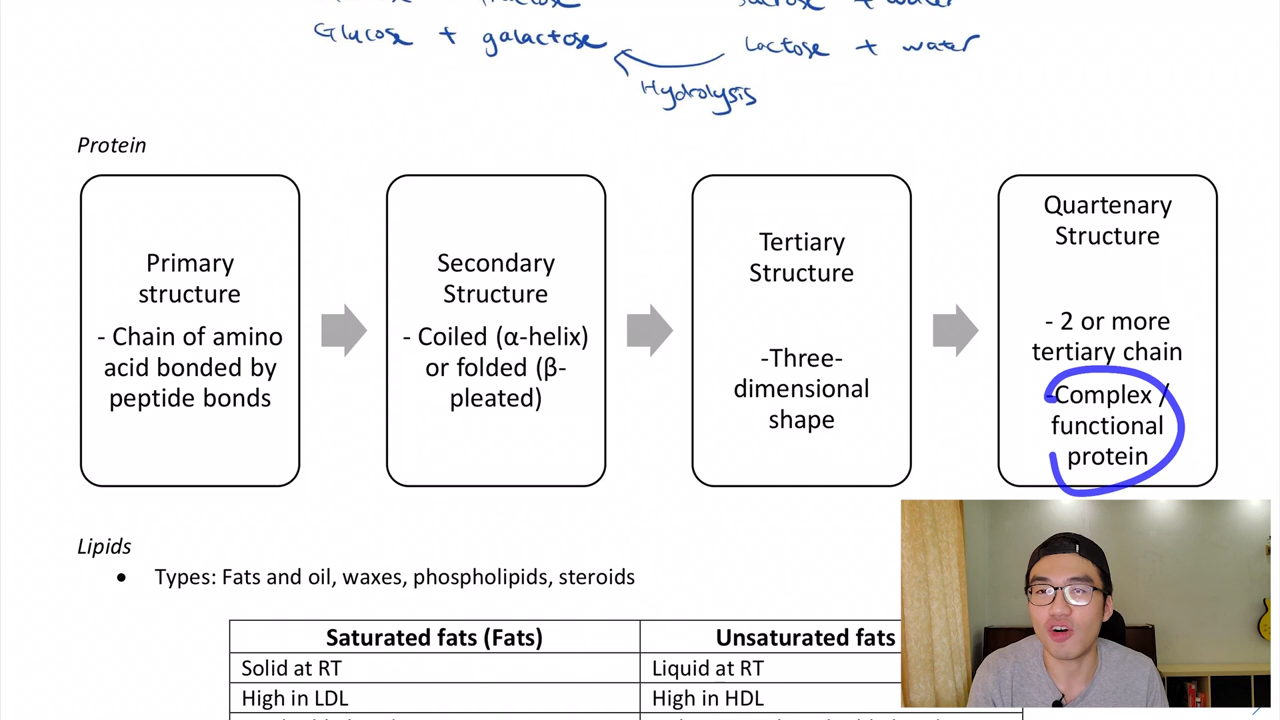 sucrose + water
Glucose + galactose
lactose + water
Hydrolysis
Protein
Primary
structure
- Chain of amino
acid bonded by
peptide bonds
Secondary
Structure
- Coiled (α-helix)
or folded (β-
pleated)
Tertiary
Structure
-Three-
dimensional
shape
Quartenary
Structure
- 2 or more
tertiary chain
-Complex /
functional
protein
Lipids
• Types: Fats and oil, waxes, phospholipids, steroids
Saturated fats (Fats)
Unsaturated fats
Solid at RT
Liquid at RT
High in LDL
High in HDL